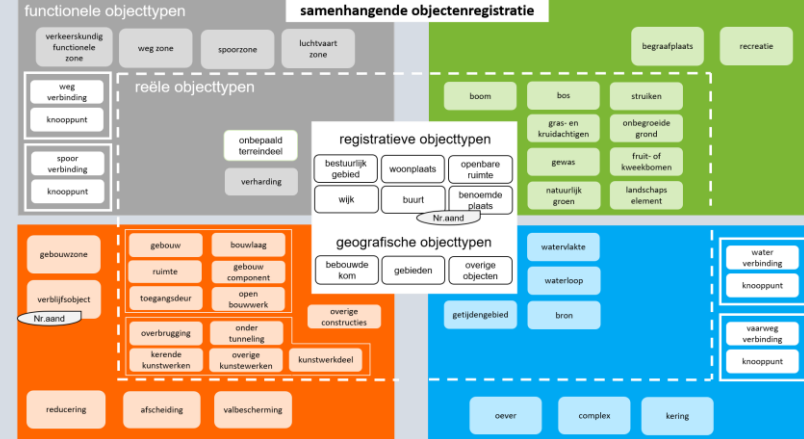 functionele objecttypen
samenhangende objectenregistratie
verkeerskundig
functionele
zone
weg zone
spoorzone
luchtvaart
zone
begraafplaats
recreatie
reële objecttypen
weg
verbinding
knooppunt
spoor
verbinding
knooppunt
onbepaald
terreindeel
verharding
boom
bos
struiken
gras- en
kruidachtigen
onbegroeide
grond
gewas
fruit- of
kweekbomen
natuurlijk
groen
landschaps
element
registratieve objecttypen
bestuurlijk
gebied
woonplaats
openbare
ruimte
wijk
buurt
benoemde
plaats
Nr.aand
geografische objecttypen
bebouwde
kom
gebieden
overige
objecten
gebouwzone
verblijfsobject
Nr.aand
gebouw
bouwlaag
ruimte
gebouw
component
toegangsdeur
open
bouwwerk
overige
constructies
overbrugging
onder
tunneling
kerende
kunstwerken
overige
kunstewerken
kunstwerkdeel
reducering
afscheiding
valbescherming
watervlakte
waterloop
getijdengebied
bron
water
verbinding
knooppunt
vaarweg
verbinding
knooppunt
oever
complex
kering